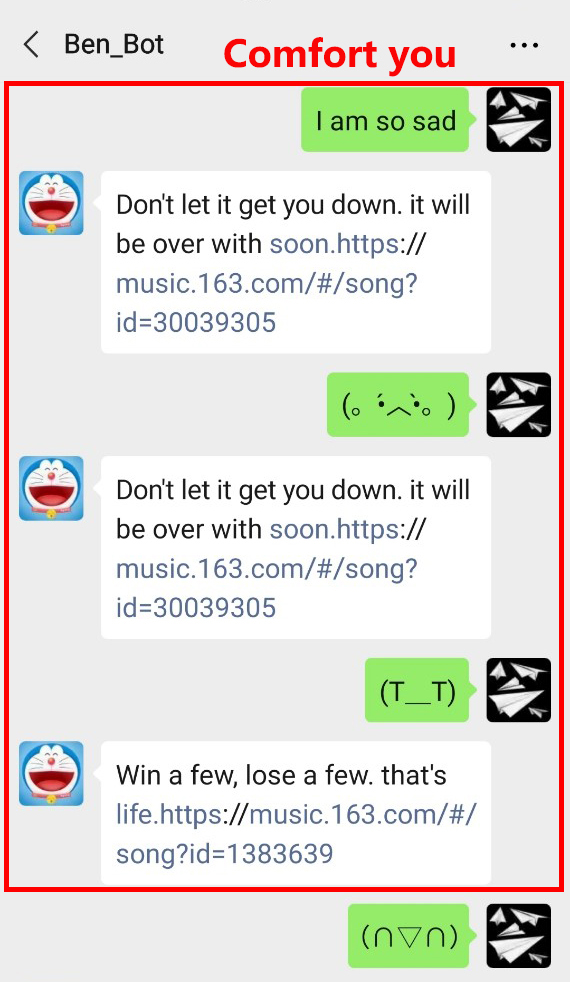 Ben_Bot
Comfort you
...
I am so sad
Don't let it get you down. it will
be over with soon.https://
music.163.com/#/song?
id=30039305
(。•́︿•̀。)
Don't let it get you down. it will
be over with soon.https://
music.163.com/#/song?
id=30039305
(T__T)
Win a few, lose a few. that's
life.https://music.163.com/#/
song?id=1383639
(∩▽∩)